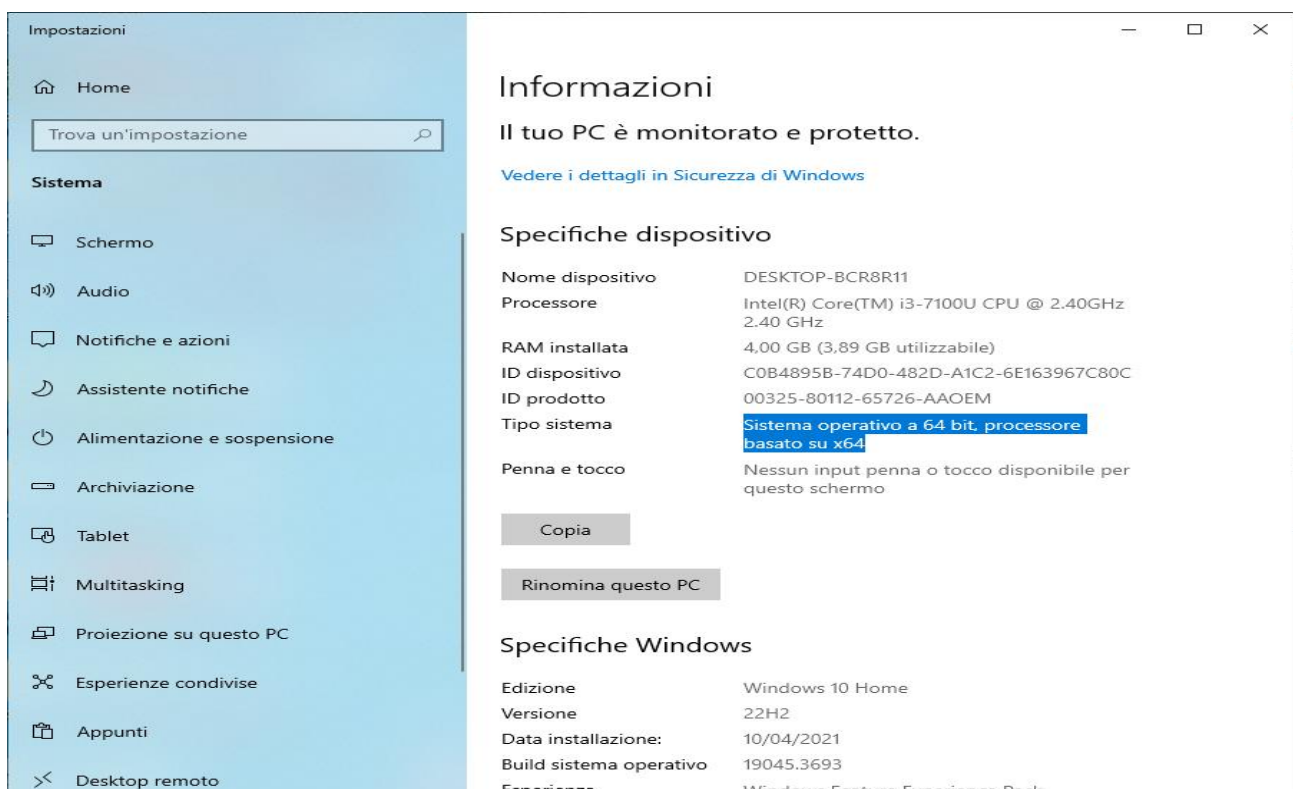 Impostazioni
Home
Trova un'impostazione
Sistema
Schermo
Audio
Notifiche e azioni
Assistente notifiche
Alimentazione e sospensione
Archiviazione
Tablet
Multitasking
Proiezione su questo PC
Esperienze condivise
Appunti
Desktop remoto
Informazioni
Il tuo PC è monitorato e protetto.
Vedere i dettagli in Sicurezza di Windows
Specifiche dispositivo
Nome dispositivo DESKTOP-BCR8R11
Processore Intel(R) Core(TM) i3-7100U CPU @ 2.40GHz
2.40 GHz
RAM installata 4,00 GB (3,89 GB utilizzabile)
ID dispositivo C0B4895B-74D0-482D-A1C2-6E163967C80C
ID prodotto 00325-80112-65726-AAOEM
Tipo sistema Sistema operativo a 64 bit, processore
basato su x64
Penna e tocco Nessun input penna o tocco disponibile per
questo schermo
Copia
Rinomina questo PC
Specifiche Windows
Edizione Windows 10 Home
Versione 22H2
Data installazione: 10/04/2021
Build sistema operativo 19045.3693
Esperienza Windows Feature Experience Pack